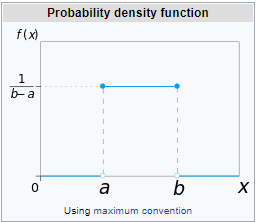 Probability density function
f(x)
1
b–a
0
a
b
x
Using maximum convention